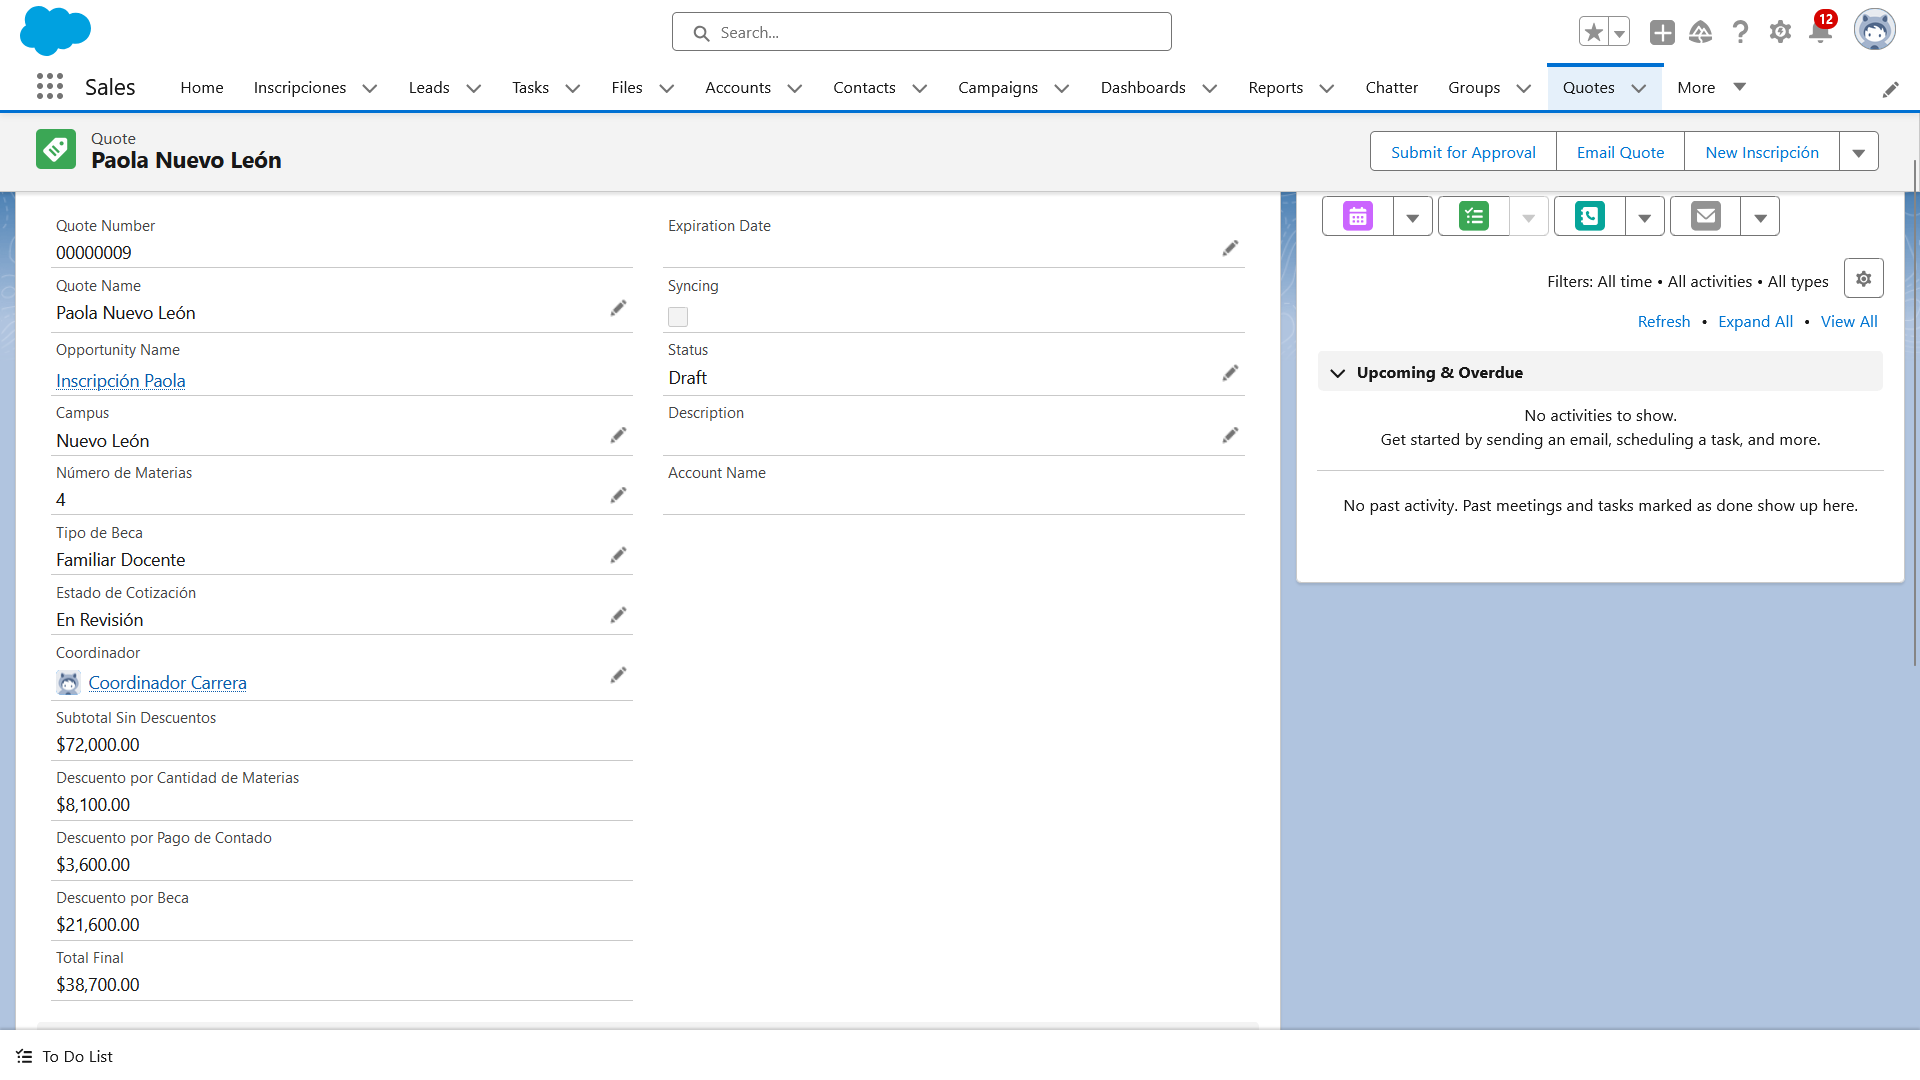 Search...
12
Sales
Home
Inscripciones
Leads
Tasks
Files
Accounts
Contacts
Campaigns
Dashboards
Reports
Chatter
Groups
Quotes
More
Quote
Paola Nuevo León
Submit for Approval
Email Quote
New Inscripción
Quote Number
00000009
Quote Name
Paola Nuevo León
Opportunity Name
Inscripción Paola
Campus
Nuevo León
Número de Materias
4
Tipo de Beca
Familiar Docente
Estado de Cotización
En Revisión
Coordinador
Coordinador Carrera
Subtotal Sin Descuentos
$72,000.00
Descuento por Cantidad de Materias
$8,100.00
Descuento por Pago de Contado
$3,600.00
Descuento por Beca
$21,600.00
Total Final
$38,700.00
Expiration Date
Syncing
Status
Draft
Description
Account Name
Filters: All time • All activities • All types
Refresh • Expand All • View All
Upcoming & Overdue
No activities to show.
Get started by sending an email, scheduling a task, and more.
No past activity. Past meetings and tasks marked as done show up here.
To Do List